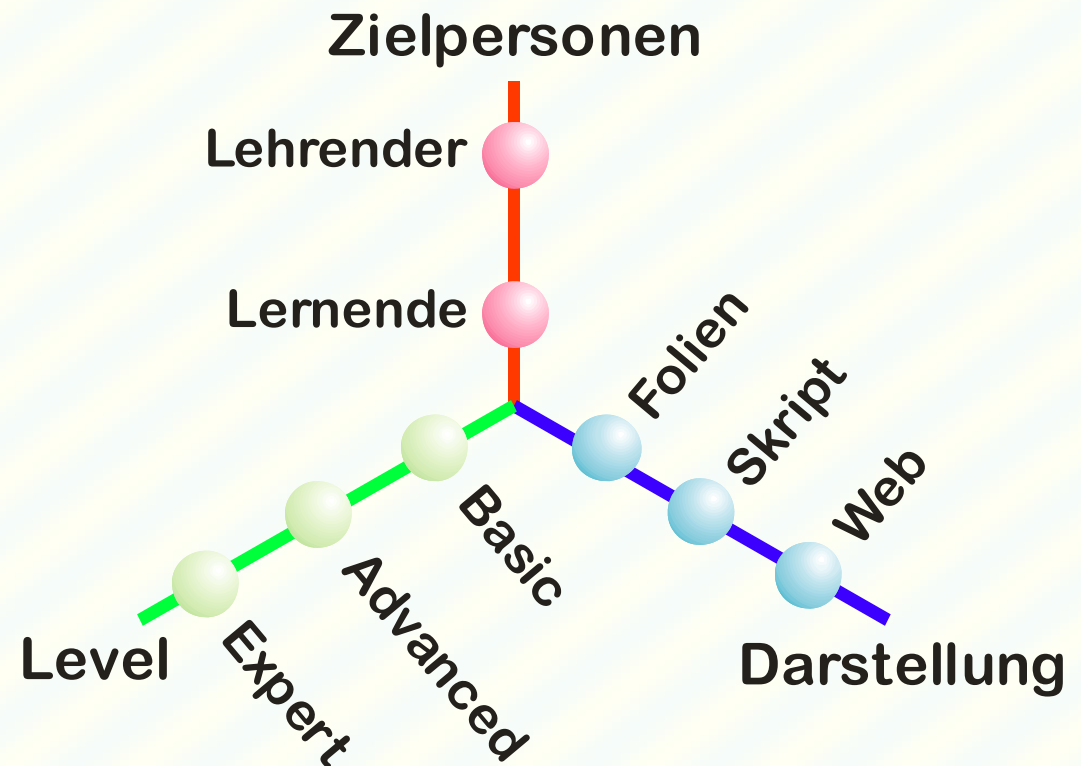 Zielpersonen
Lehrender
Lernende
Folien
Skript
Web
Basic
Advanced
Expert
Level
Darstellung